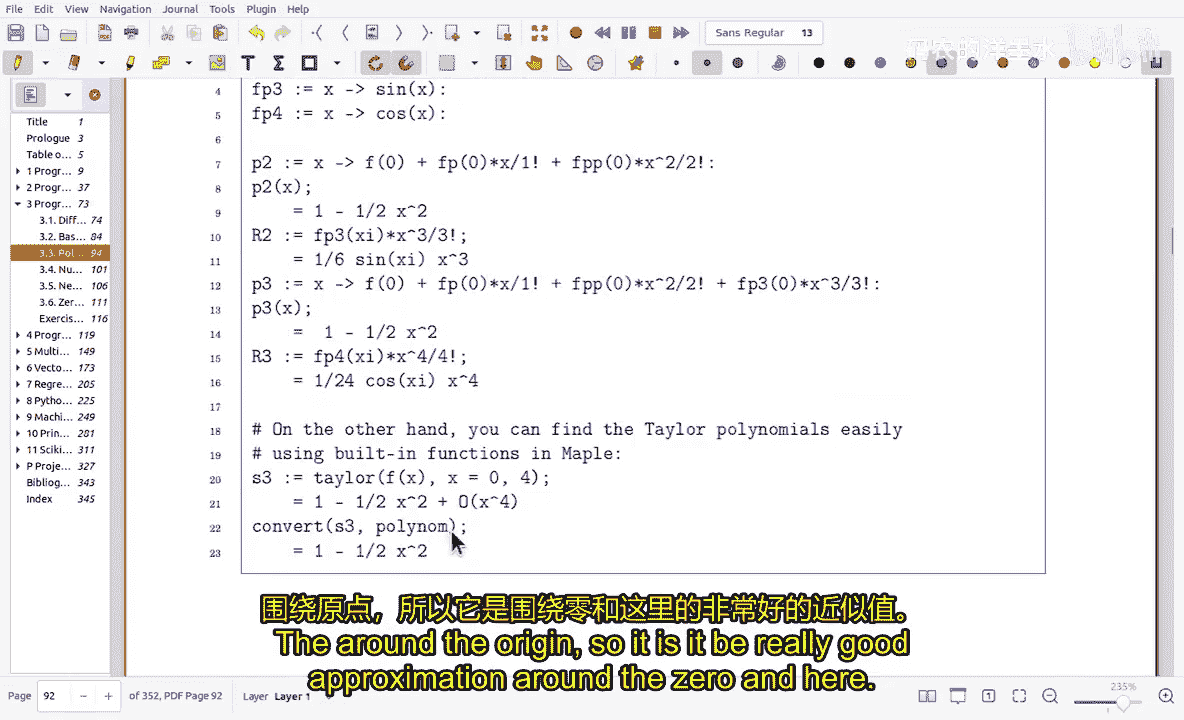 File Edit View Navigation Journal Tools Plugin Help
Sans Regular 13
Title 1
Prologue 3
Table o... 5
1 Progr... 9
2 Progr... 37
3 Progr... 73
3.1. Diff... 74
3.2. Bas... 84
3.3. Pol... 94
3.4. Nu... 101
3.5. Ne... 106
3.6. Zer... 111
Exercis... 116
4 Progr... 119
5 Multi... 149
6 Vecto... 173
7 Regre... 205
8 Pytho... 225
9 Machi... 249
10 Prin... 281
11 Sciki... 311
P Proje... 327
Bibliog... 343
Index 345
4 fp3 := x -> sin(x):
5 fp4 := x -> cos(x):
6
7 p2 := x -> f(0) + fp(0)*x/1! + fpp(0)*x^2/2!:
8 p2(x);
9 = 1 - 1/2 x^2
10 R2 := fp3(xi)*x^3/3!;
11 = 1/6 sin(xi) x^3
12 p3 := x -> f(0) + fp(0)*x/1! + fpp(0)*x^2/2! + fp3(0)*x^3/3!:
13 p3(x);
14 = 1 - 1/2 x^2
15 R3 := fp4(xi)*x^4/4!;
16 = 1/24 cos(xi) x^4
17
18 # On the other hand, you can find the Taylor polynomials easily
19 # using built-in functions in Maple:
20 s3 := taylor(f(x), x = 0, 4);
21 = 1 - 1/2 x^2 + O(x^4)
22 convert(s3, polynom);
23 = 1 - 1/2 x^2
围绕原点，所以它是围绕零和这里的非常好的近似值。
The around the origin, so it is it be really good
approximation around the zero and here.
Page 92 − + of 352, PDF Page 92 Layer Layer 1
235%